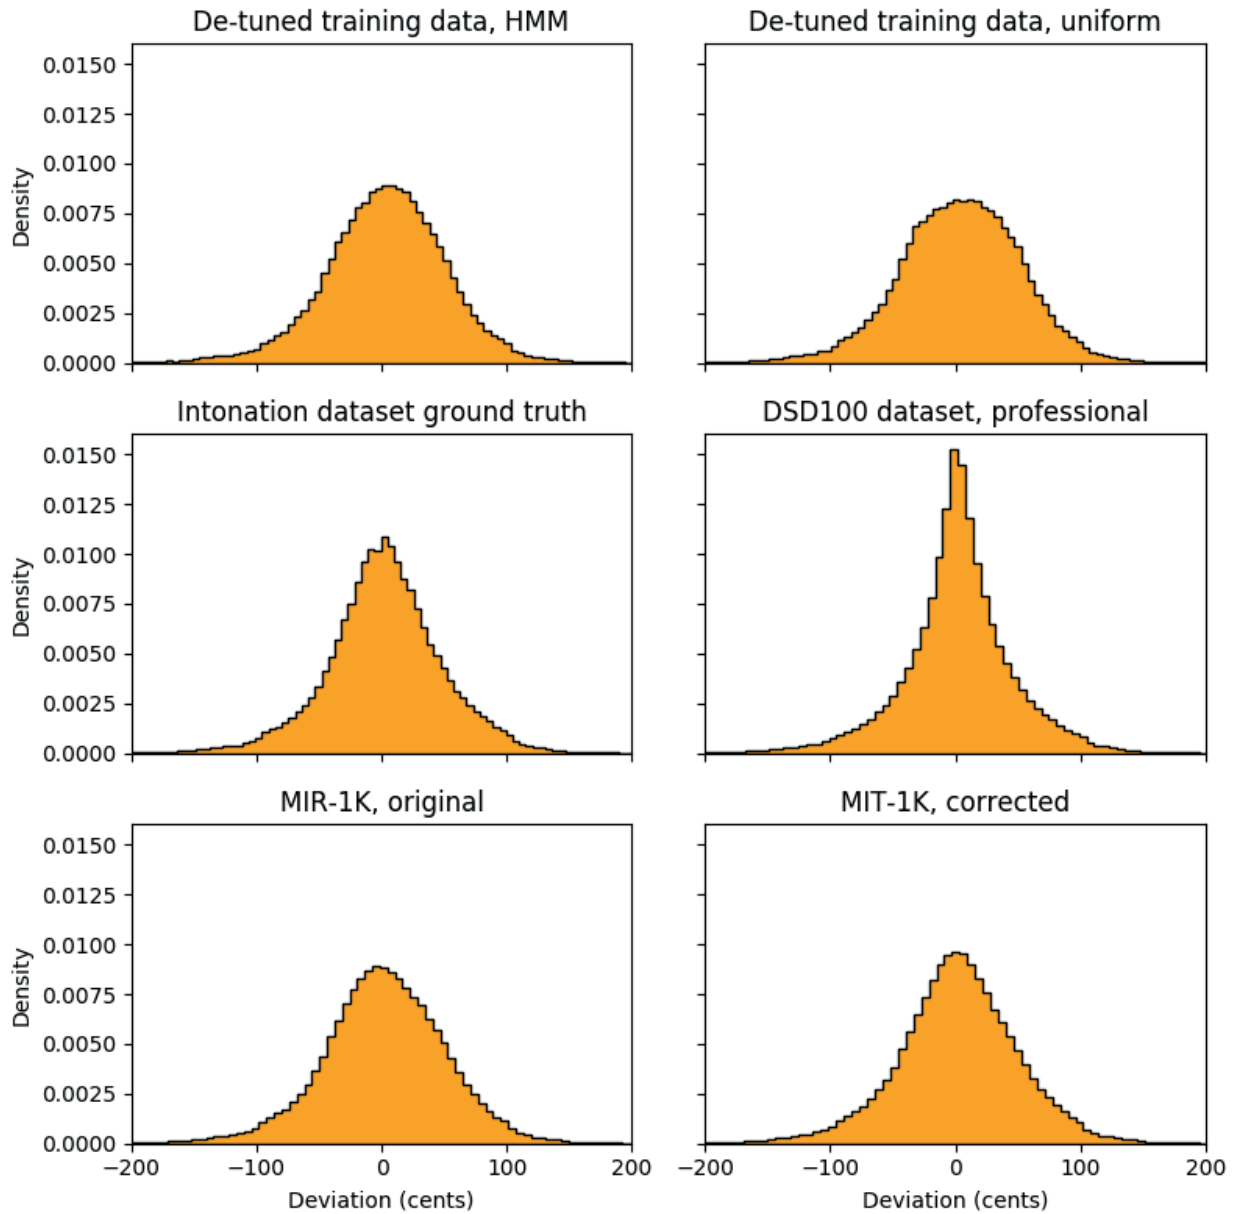 De-tuned training data, HMM
De-tuned training data, uniform
0.0150
0.0125
0.0100
0.0075
0.0050
0.0025
0.0000
Density
Intonation dataset ground truth
DSD100 dataset, professional
0.0150
0.0125
0.0100
0.0075
0.0050
0.0025
0.0000
Density
MIR-1K, original
MIT-1K, corrected
0.0150
0.0125
0.0100
0.0075
0.0050
0.0025
0.0000
Density
−200 −100 0 100 200
−200 −100 0 100 200
Deviation (cents)
Deviation (cents)